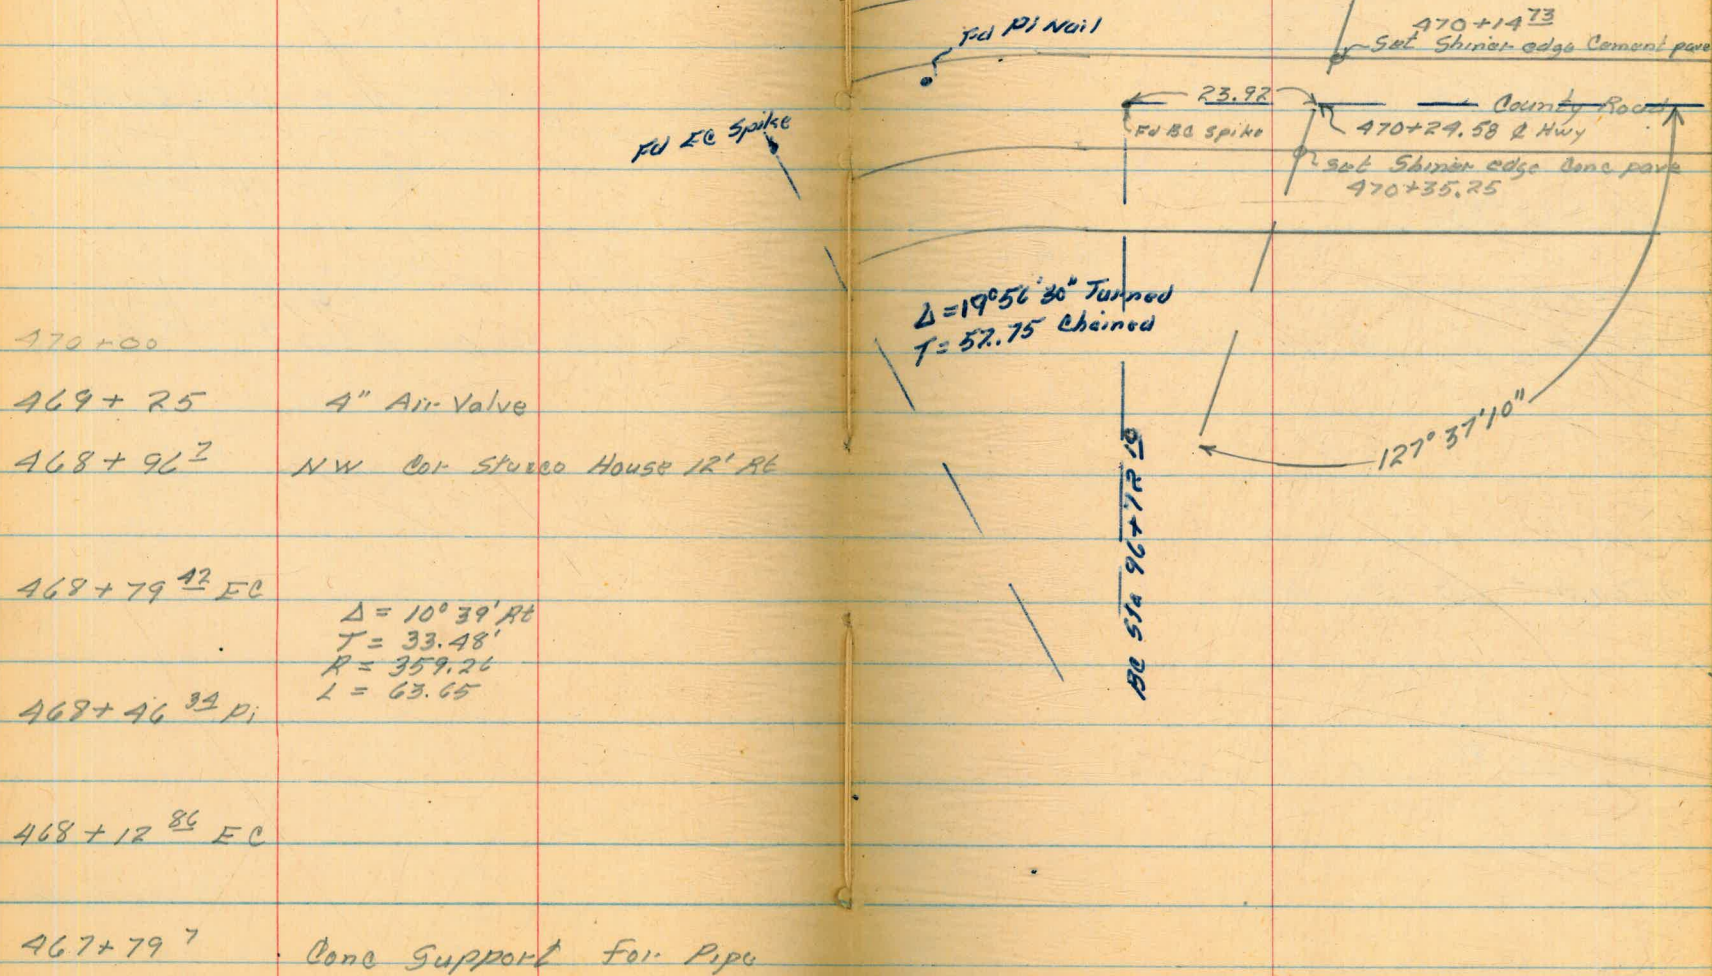 470+00
469+ 25 4" Air Valve
468+ 96 7 NW Cor Stucco House 12' Rt
468+79 42 EC
Δ = 10° 39' Rt
T = 33.48'
R = 359.26
L = 63.65
468+46 34 Pi
468+12 86 EC
467+79 7 Conc Support For Pipe
Fd EC Spike
Fd PI Nail
470+14 73
Set Shiner edge Cement pave
23.92
County Road
Fd BC Spike
470+29.58 ℄ Hwy
Set Shiner edge Conc pave
470+35.25
Δ=19°56'30" Turned
T= 57.75 Chained
127° 37' 10"
BC Sta 96+72 10